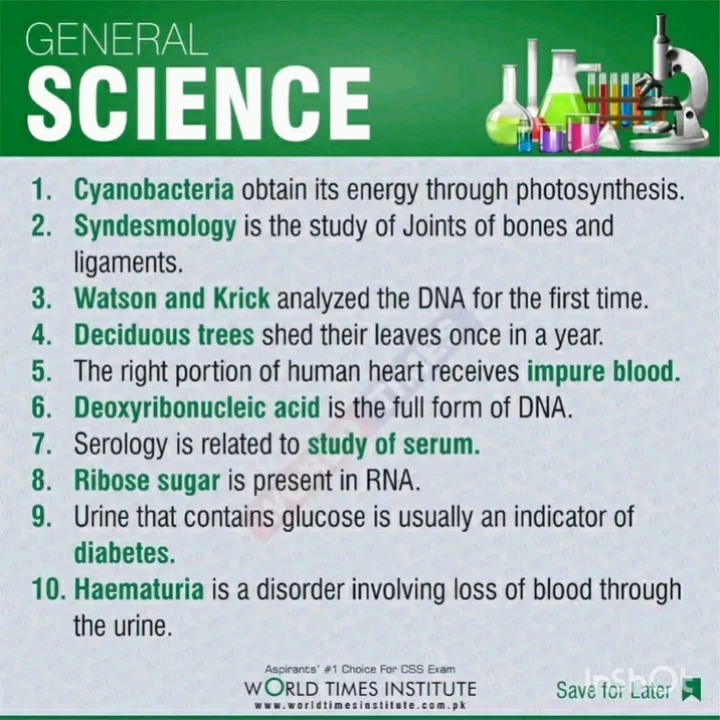 GENERAL
SCIENCE
1. Cyanobacteria obtain its energy through photosynthesis.
2. Syndesmology is the study of Joints of bones and
ligaments.
3. Watson and Krick analyzed the DNA for the first time.
4. Deciduous trees shed their leaves once in a year.
5. The right portion of human heart receives impure blood.
6. Deoxyribonucleic acid is the full form of DNA.
7. Serology is related to study of serum.
8. Ribose sugar is present in RNA.
9. Urine that contains glucose is usually an indicator of
diabetes.
10. Haematuria is a disorder involving loss of blood through
the urine.
Aspirants' #1 Choice For CSS Exam
WORLD TIMES INSTITUTE
www.worldtimesinstitute.com.pk
InShOt
Save for Later